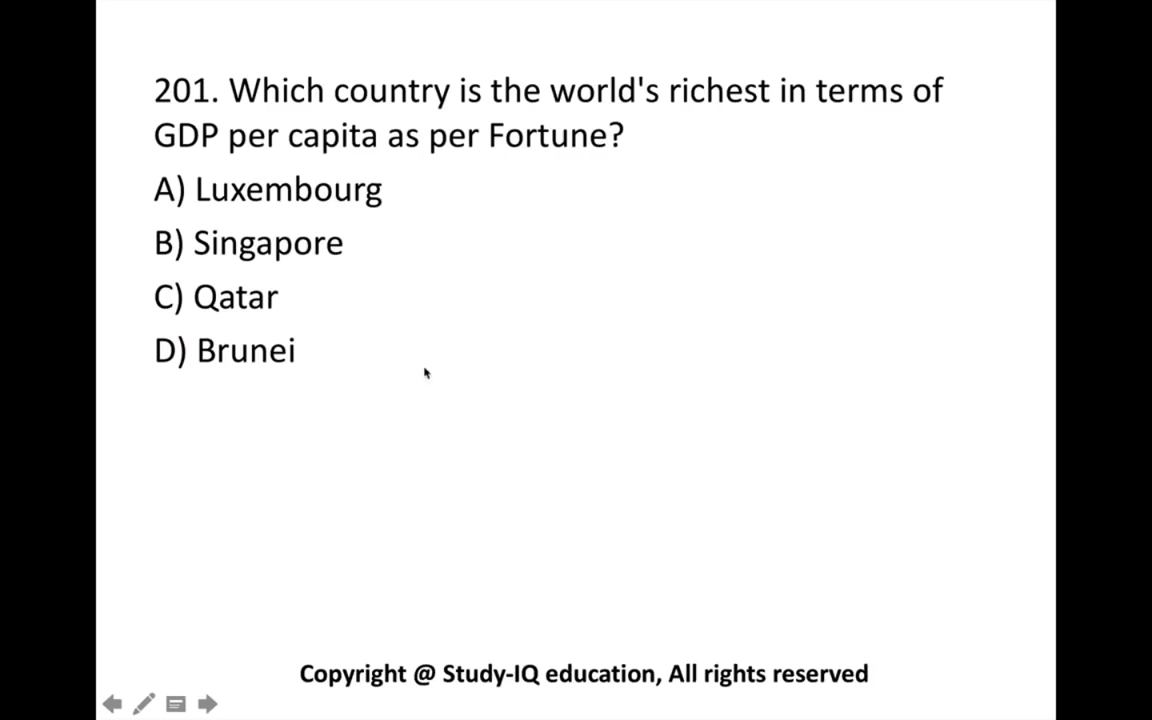 201. Which country is the world's richest in terms of
GDP per capita as per Fortune?
A) Luxembourg
B) Singapore
C) Qatar
D) Brunei
Copyright @ Study-IQ education, All rights reserved